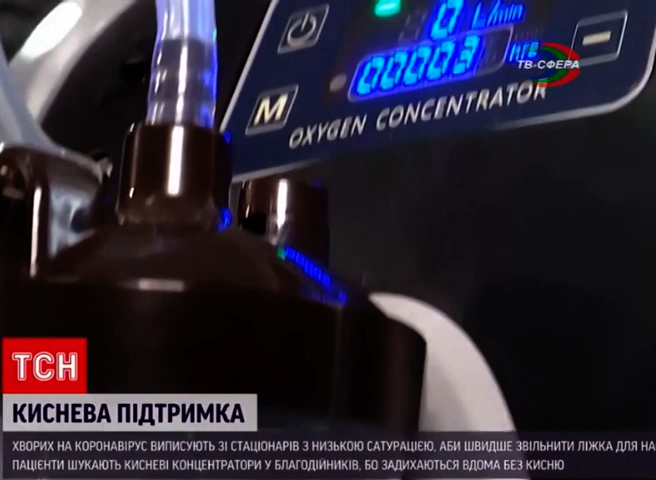 0 L/min
00003 HRS
ТВ-СФЕРА
M
OXYGEN CONCENTRATOR
ТСН
КИСНЕВА ПІДТРИМКА
ХВОРИХ НА КОРОНАВІРУС ВИПИСУЮТЬ ЗІ СТАЦІОНАРІВ З НИЗЬКОЮ САТУРАЦІЄЮ, АБИ ШВИДШЕ ЗВІЛЬНИТИ ЛІЖКА ДЛЯ НА
ПАЦІЄНТИ ШУКАЮТЬ КИСНЕВІ КОНЦЕНТРАТОРИ У БЛАГОДІЙНИКІВ, БО ЗАДИХАЮТЬСЯ ВДОМА БЕЗ КИСНЮ